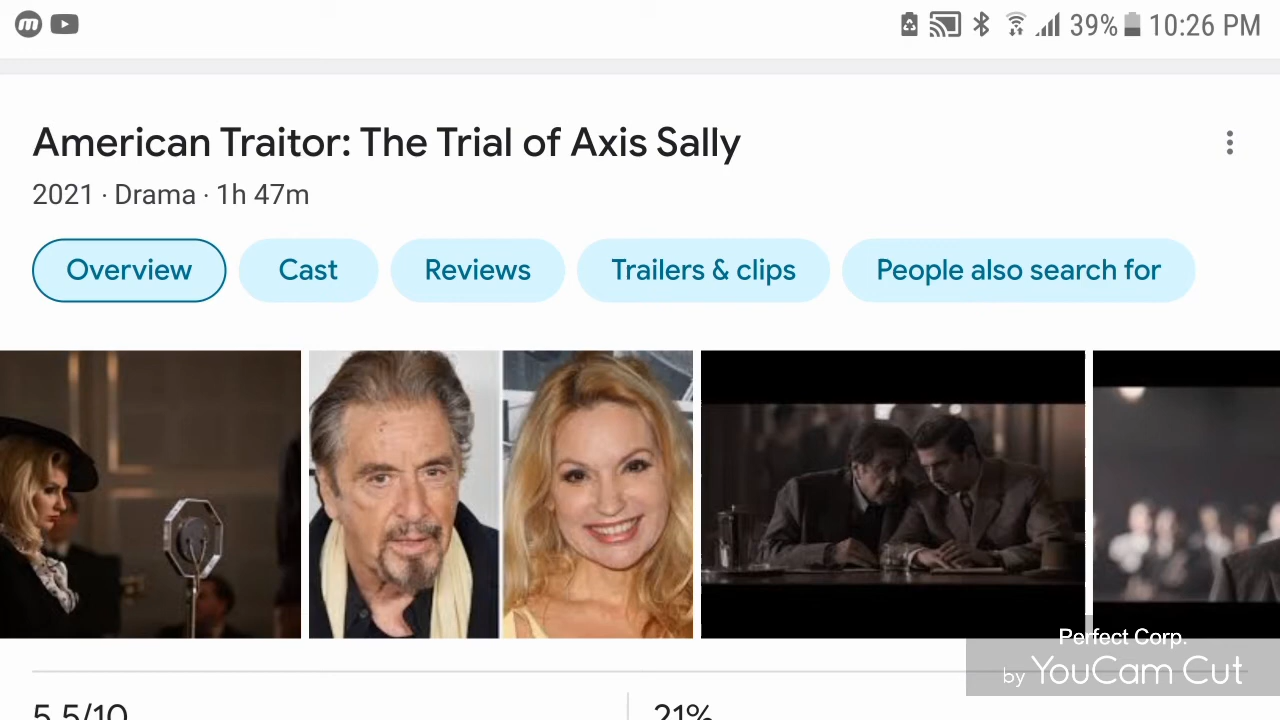 39% 10:26 PM
American Traitor: The Trial of Axis Sally
2021 · Drama · 1h 47m
Overview Cast Reviews Trailers & clips People also search for
Perfect Corp.
by YouCam Cut
5.5/10 21%